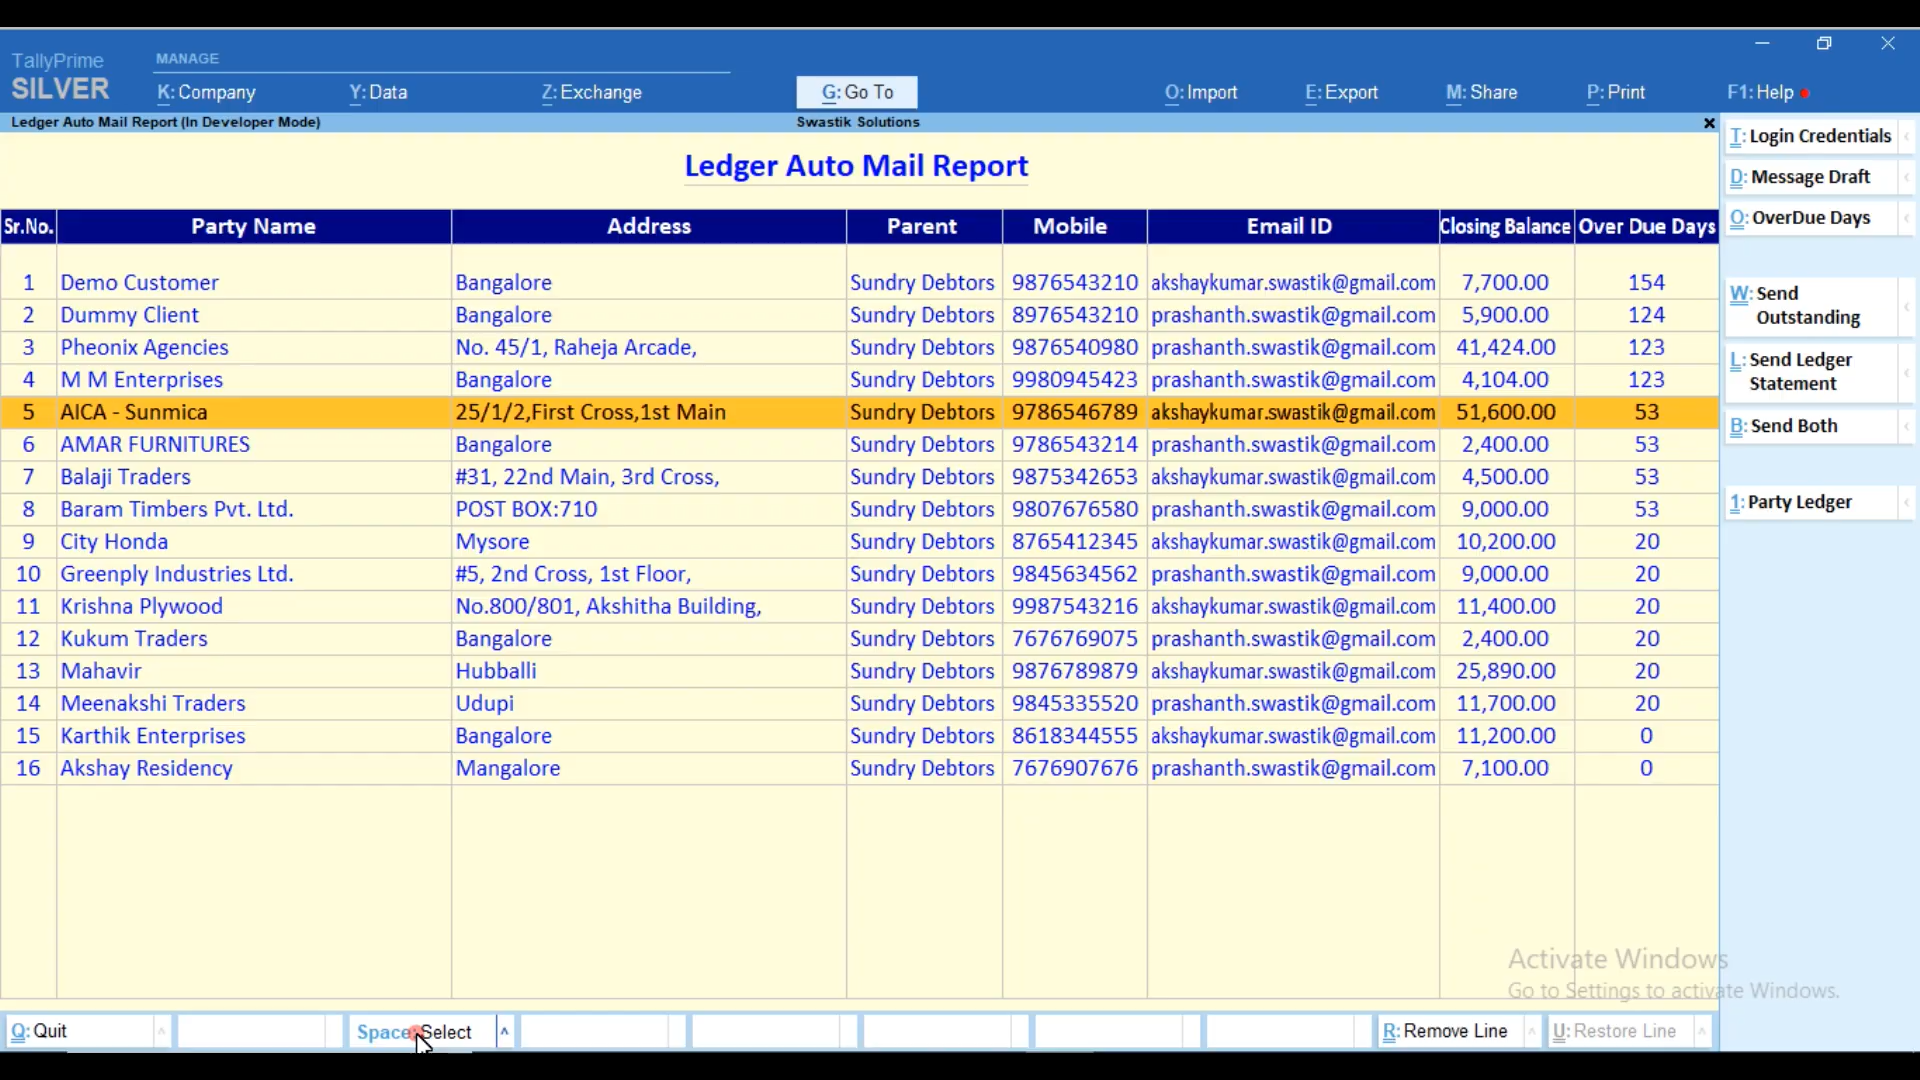 TallyPrime
SILVER
MANAGE
K: Company Y: Data Z: Exchange G: Go To O: Import E: Export M: Share P: Print F1: Help
Ledger Auto Mail Report (In Developer Mode) Swastik Solutions
Ledger Auto Mail Report
Sr.No. Party Name Address Parent Mobile Email ID Closing Balance Over Due Days
1 Demo Customer Bangalore Sundry Debtors 9876543210 akshaykumar.swastik@gmail.com 7,700.00 154
2 Dummy Client Bangalore Sundry Debtors 8976543210 prashanth.swastik@gmail.com 5,900.00 124
3 Pheonix Agencies No. 45/1, Raheja Arcade, Sundry Debtors 9876540980 prashanth.swastik@gmail.com 41,424.00 123
4 M M Enterprises Bangalore Sundry Debtors 9980945423 prashanth.swastik@gmail.com 4,104.00 123
5 AICA - Sunmica 25/1/2,First Cross,1st Main Sundry Debtors 9786546789 akshaykumar.swastik@gmail.com 51,600.00 53
6 AMAR FURNITURES Bangalore Sundry Debtors 9786543214 prashanth.swastik@gmail.com 2,400.00 53
7 Balaji Traders #31, 22nd Main, 3rd Cross, Sundry Debtors 9875342653 akshaykumar.swastik@gmail.com 4,500.00 53
8 Baram Timbers Pvt. Ltd. POST BOX:710 Sundry Debtors 9807676580 prashanth.swastik@gmail.com 9,000.00 53
9 City Honda Mysore Sundry Debtors 8765412345 akshaykumar.swastik@gmail.com 10,200.00 20
10 Greenply Industries Ltd. #5, 2nd Cross, 1st Floor, Sundry Debtors 9845634562 prashanth.swastik@gmail.com 9,000.00 20
11 Krishna Plywood No.800/801, Akshitha Building, Sundry Debtors 9987543216 akshaykumar.swastik@gmail.com 11,400.00 20
12 Kukum Traders Bangalore Sundry Debtors 7676769075 prashanth.swastik@gmail.com 2,400.00 20
13 Mahavir Hubballi Sundry Debtors 9876789879 akshaykumar.swastik@gmail.com 25,890.00 20
14 Meenakshi Traders Udupi Sundry Debtors 9845335520 prashanth.swastik@gmail.com 11,700.00 20
15 Karthik Enterprises Bangalore Sundry Debtors 8618344555 akshaykumar.swastik@gmail.com 11,200.00 0
16 Akshay Residency Mangalore Sundry Debtors 7676907676 prashanth.swastik@gmail.com 7,100.00 0
T: Login Credentials
D: Message Draft
O: OverDue Days
W: Send
Outstanding
L: Send Ledger
Statement
B: Send Both
1: Party Ledger
Activate Windows
Go to Settings to activate Windows.
Q: Quit Space Select R: Remove Line U: Restore Line